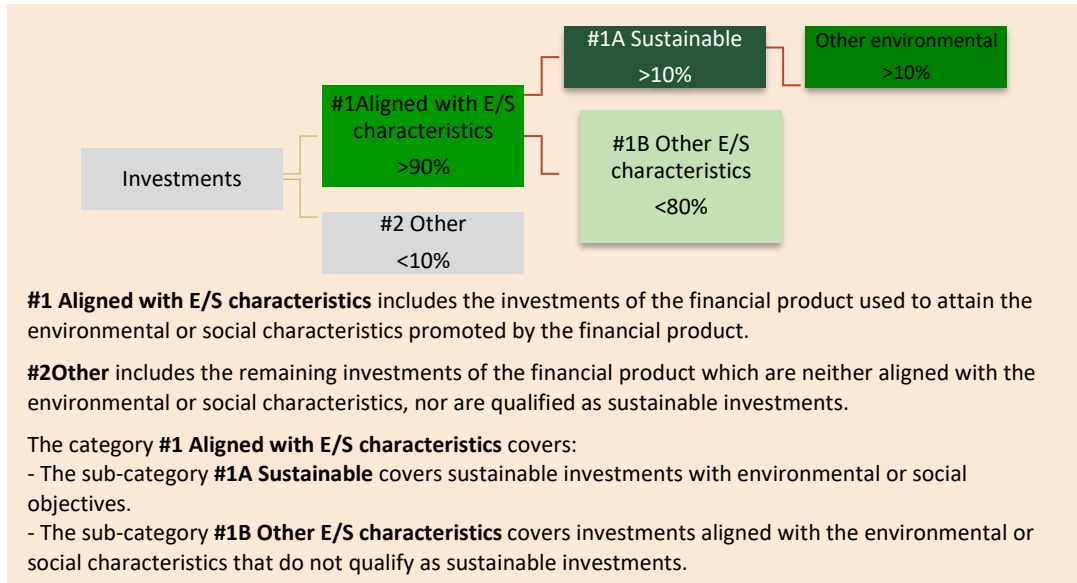 #1A Sustainable
>10%
Other environmental
>10%
#1Aligned with E/S
characteristics
>90%
#1B Other E/S
characteristics
<80%
Investments
#2 Other
<10%
#1 Aligned with E/S characteristics includes the investments of the financial product used to attain the
environmental or social characteristics promoted by the financial product.
#2Other includes the remaining investments of the financial product which are neither aligned with the
environmental or social characteristics, nor are qualified as sustainable investments.
The category #1 Aligned with E/S characteristics covers:
- The sub-category #1A Sustainable covers sustainable investments with environmental or social
objectives.
- The sub-category #1B Other E/S characteristics covers investments aligned with the environmental or
social characteristics that do not qualify as sustainable investments.